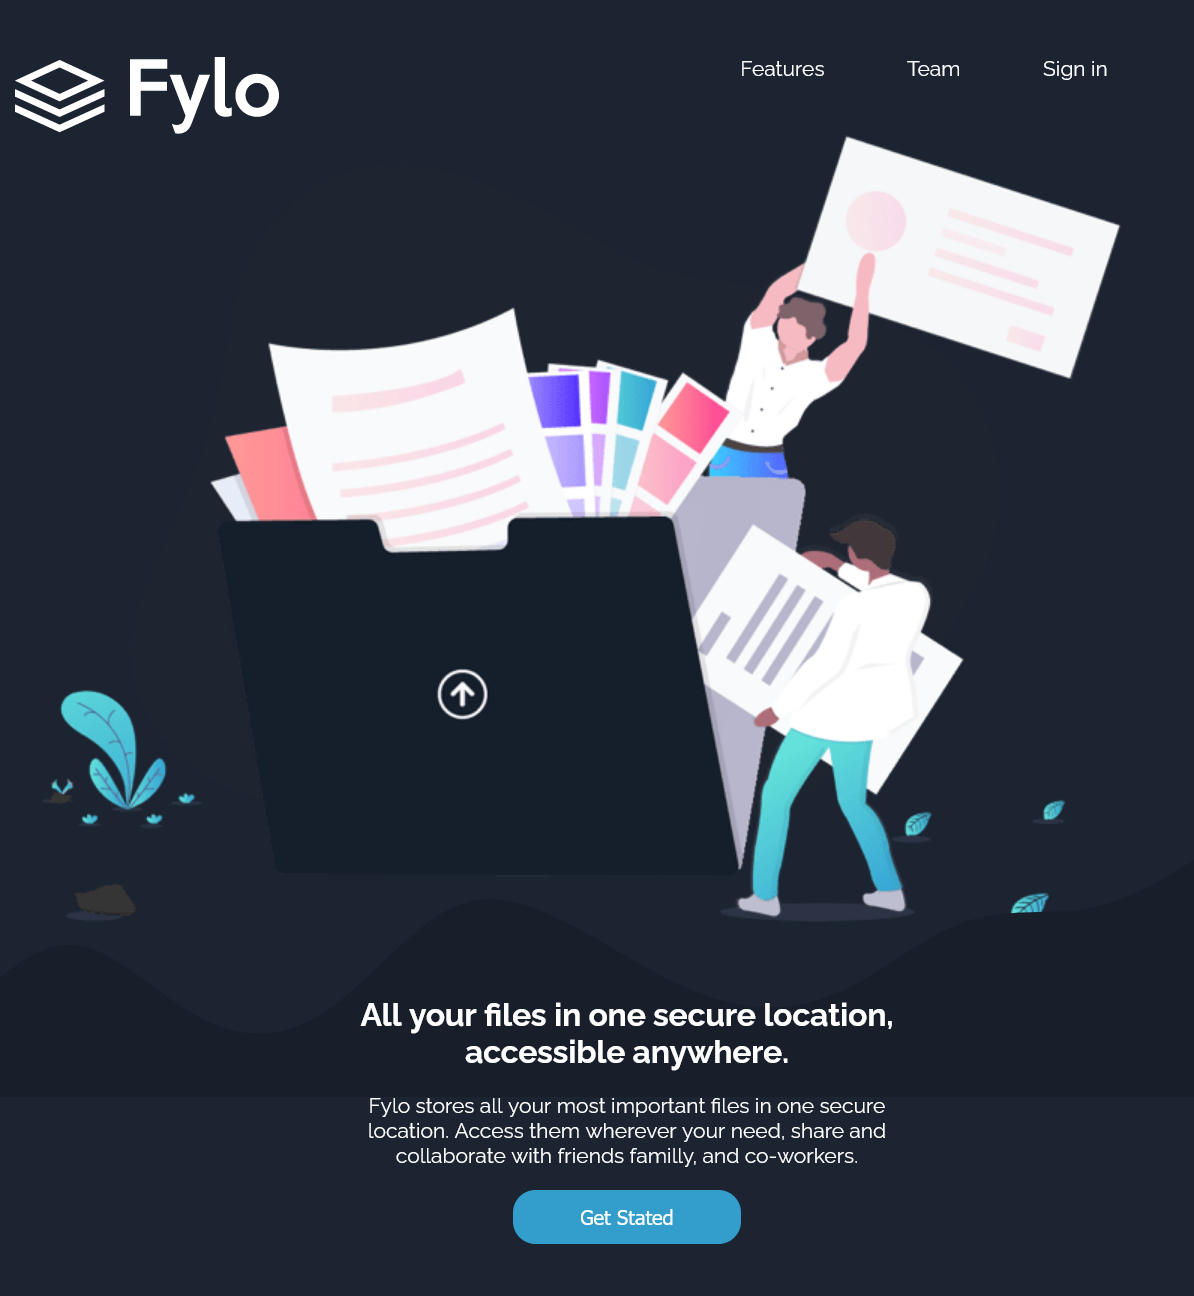 Fylo
Features
Team
Sign in
All your files in one secure location,
accessible anywhere.
Fylo stores all your most important files in one secure
location. Access them wherever your need, share and
collaborate with friends familly, and co-workers.
Get Stated